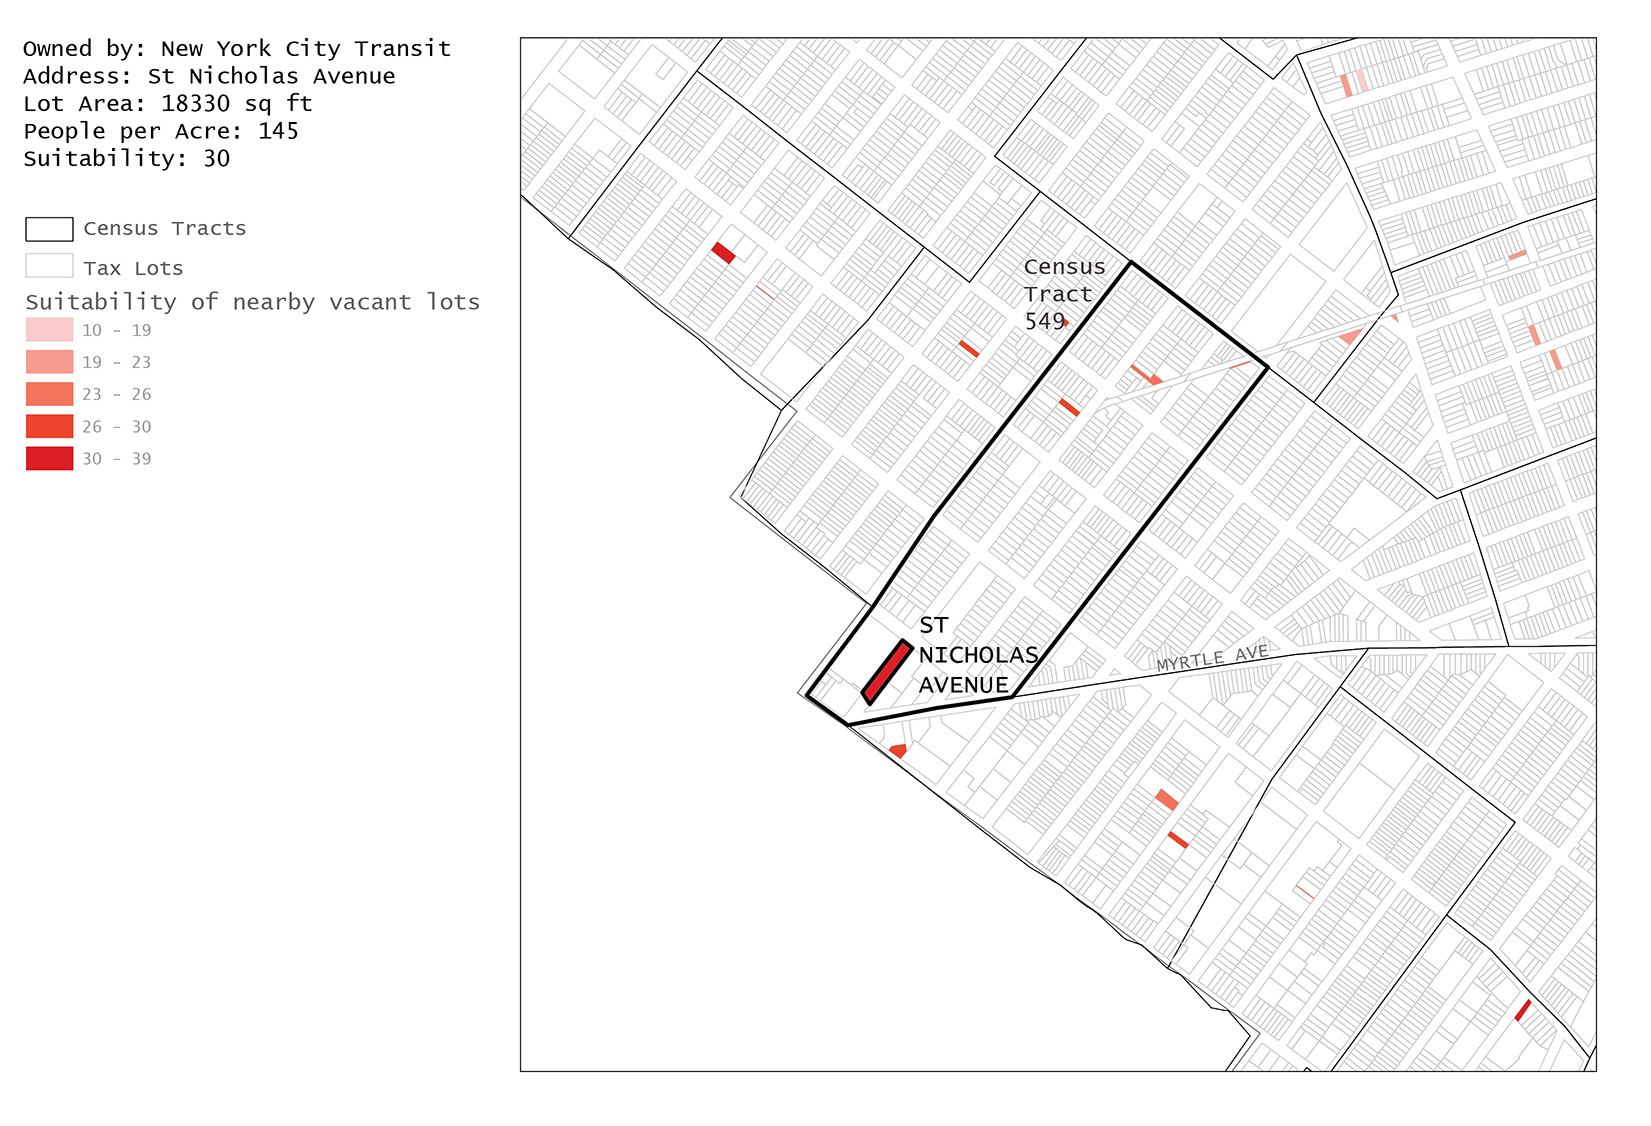 Owned by: New York City Transit
Address: St Nicholas Avenue
Lot Area: 18330 sq ft
People per Acre: 145
Suitability: 30
Census Tracts
Tax Lots
Suitability of nearby vacant lots
10 - 19
19 - 23
23 - 26
26 - 30
30 - 39
Census
Tract
549
ST
NICHOLAS
AVENUE
MYRTLE AVE